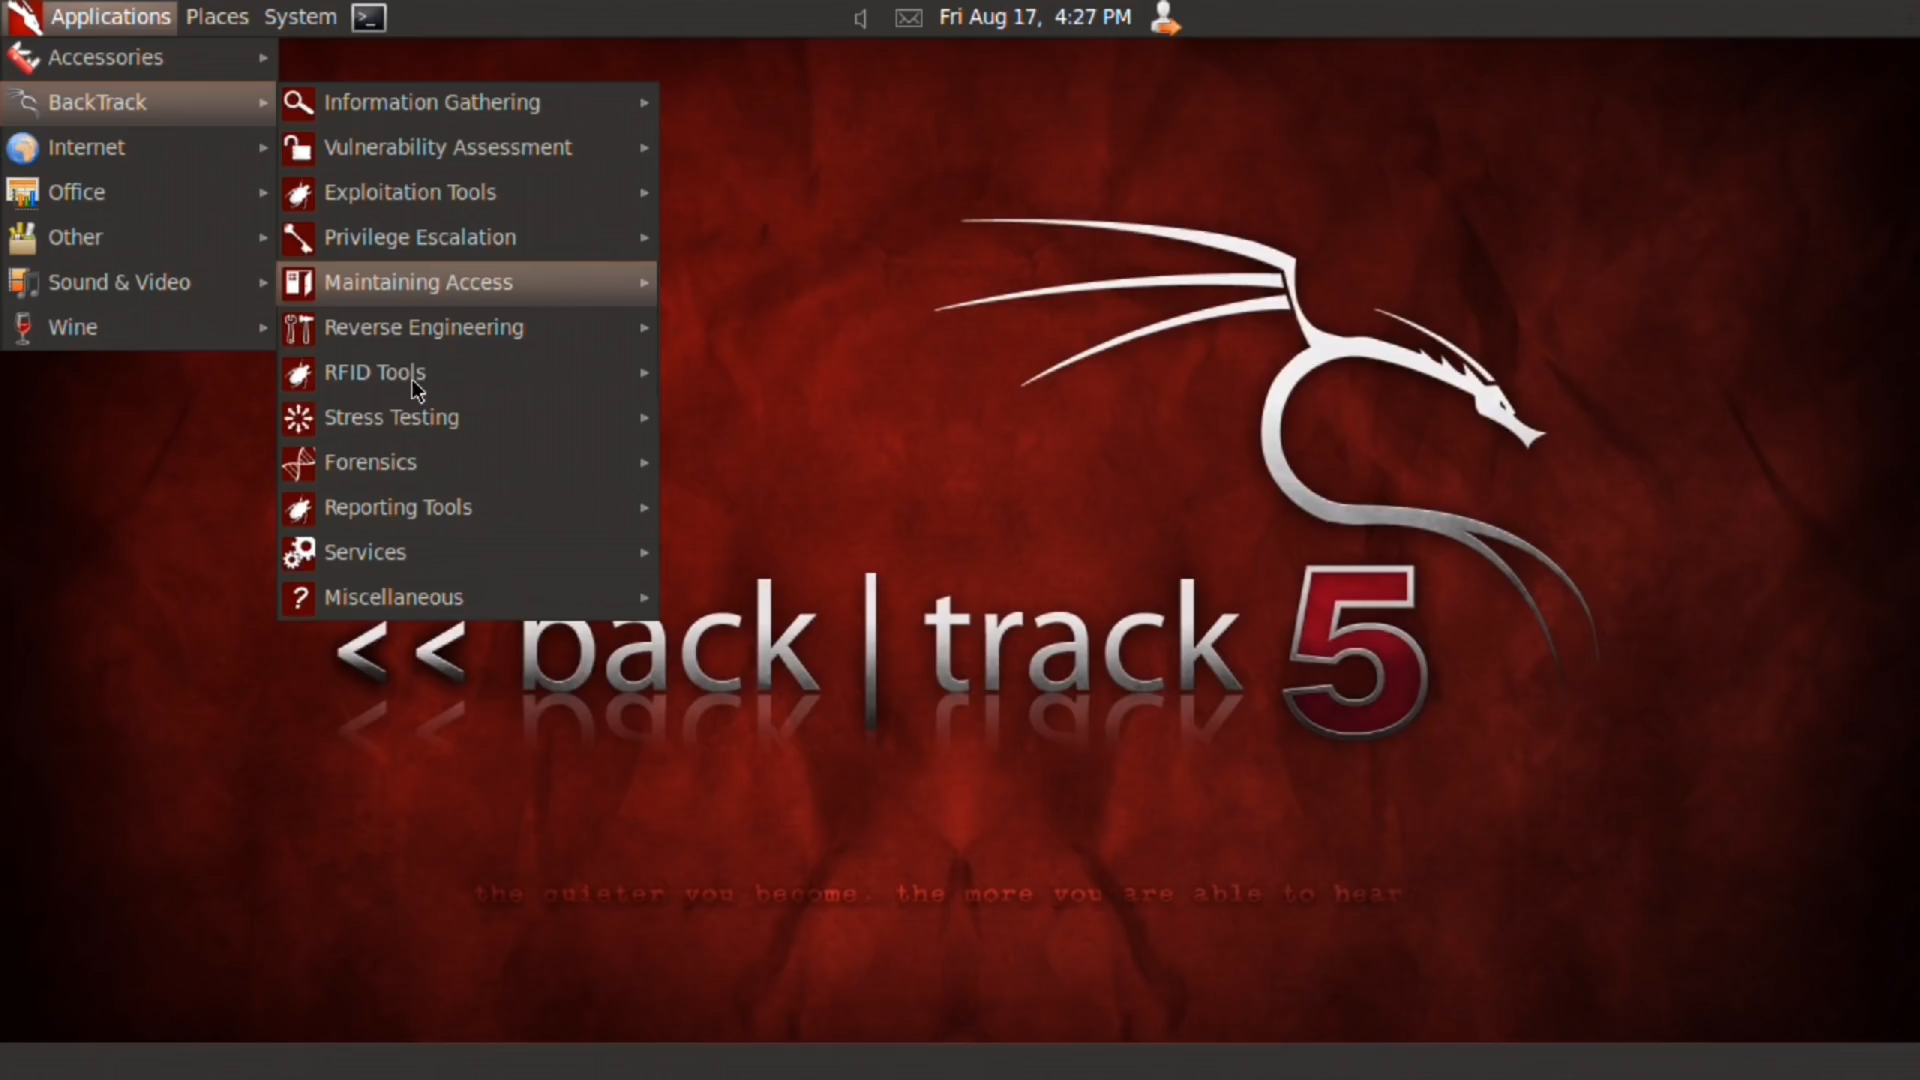 Applications Places System Fri Aug 17, 4:27 PM
Accessories
BackTrack
Internet
Office
Other
Sound & Video
Wine
Information Gathering
Vulnerability Assessment
Exploitation Tools
Privilege Escalation
Maintaining Access
Reverse Engineering
RFID Tools
Stress Testing
Forensics
Reporting Tools
Services
Miscellaneous
<< back | track 5
the quieter you become, the more you are able to hear